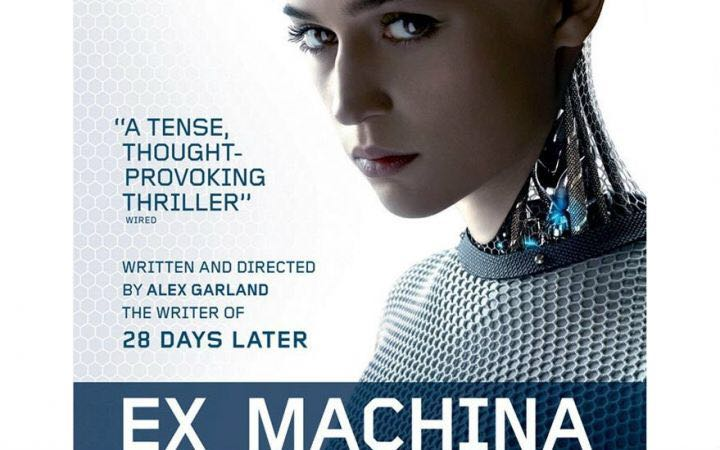 “A TENSE,
THOUGHT-
PROVOKING
THRILLER”
WIRED
WRITTEN AND DIRECTED
BY ALEX GARLAND
THE WRITER OF
28 DAYS LATER
EX MACHINA